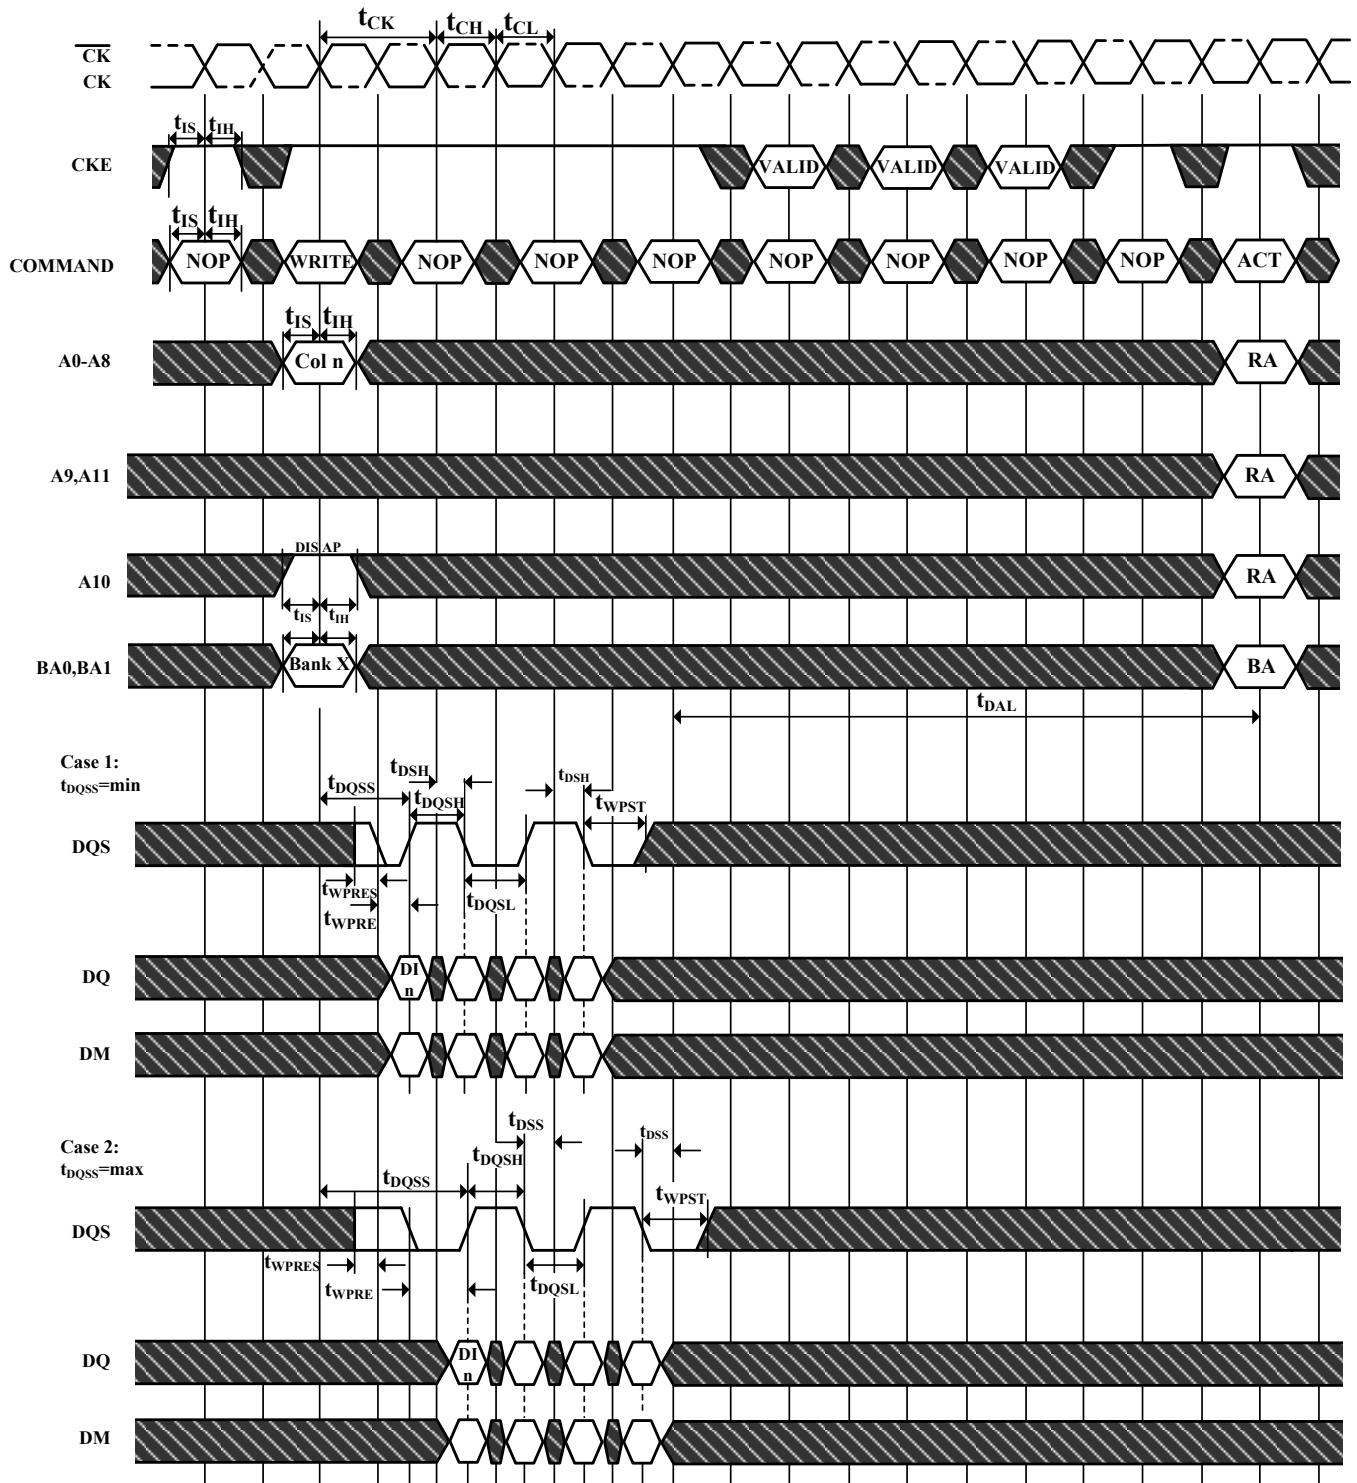 tCK tCH tCL
CK
CK
tIS tIH
CKE VALID VALID VALID
tIS tIH
COMMAND NOP WRITE NOP NOP NOP NOP NOP NOP NOP ACT
tIS tIH
A0-A8 Col n RA
A9,A11 RA
DIS AP
A10 RA
tIS tIH
BA0,BA1 Bank X BA
tDAL
Case 1:
tDQSS=min
tDSH tDSH
tDQSS tDQSH tWPST
DQS
tWPRES tDQSL
tWPRE
DQ DI
n
DM
tDSS tDSS
Case 2:
tDQSS=max
tDQSH
tDQSS tWPST
DQS
tWPRES
tWPRE tDQSL
DQ DI
n
DM